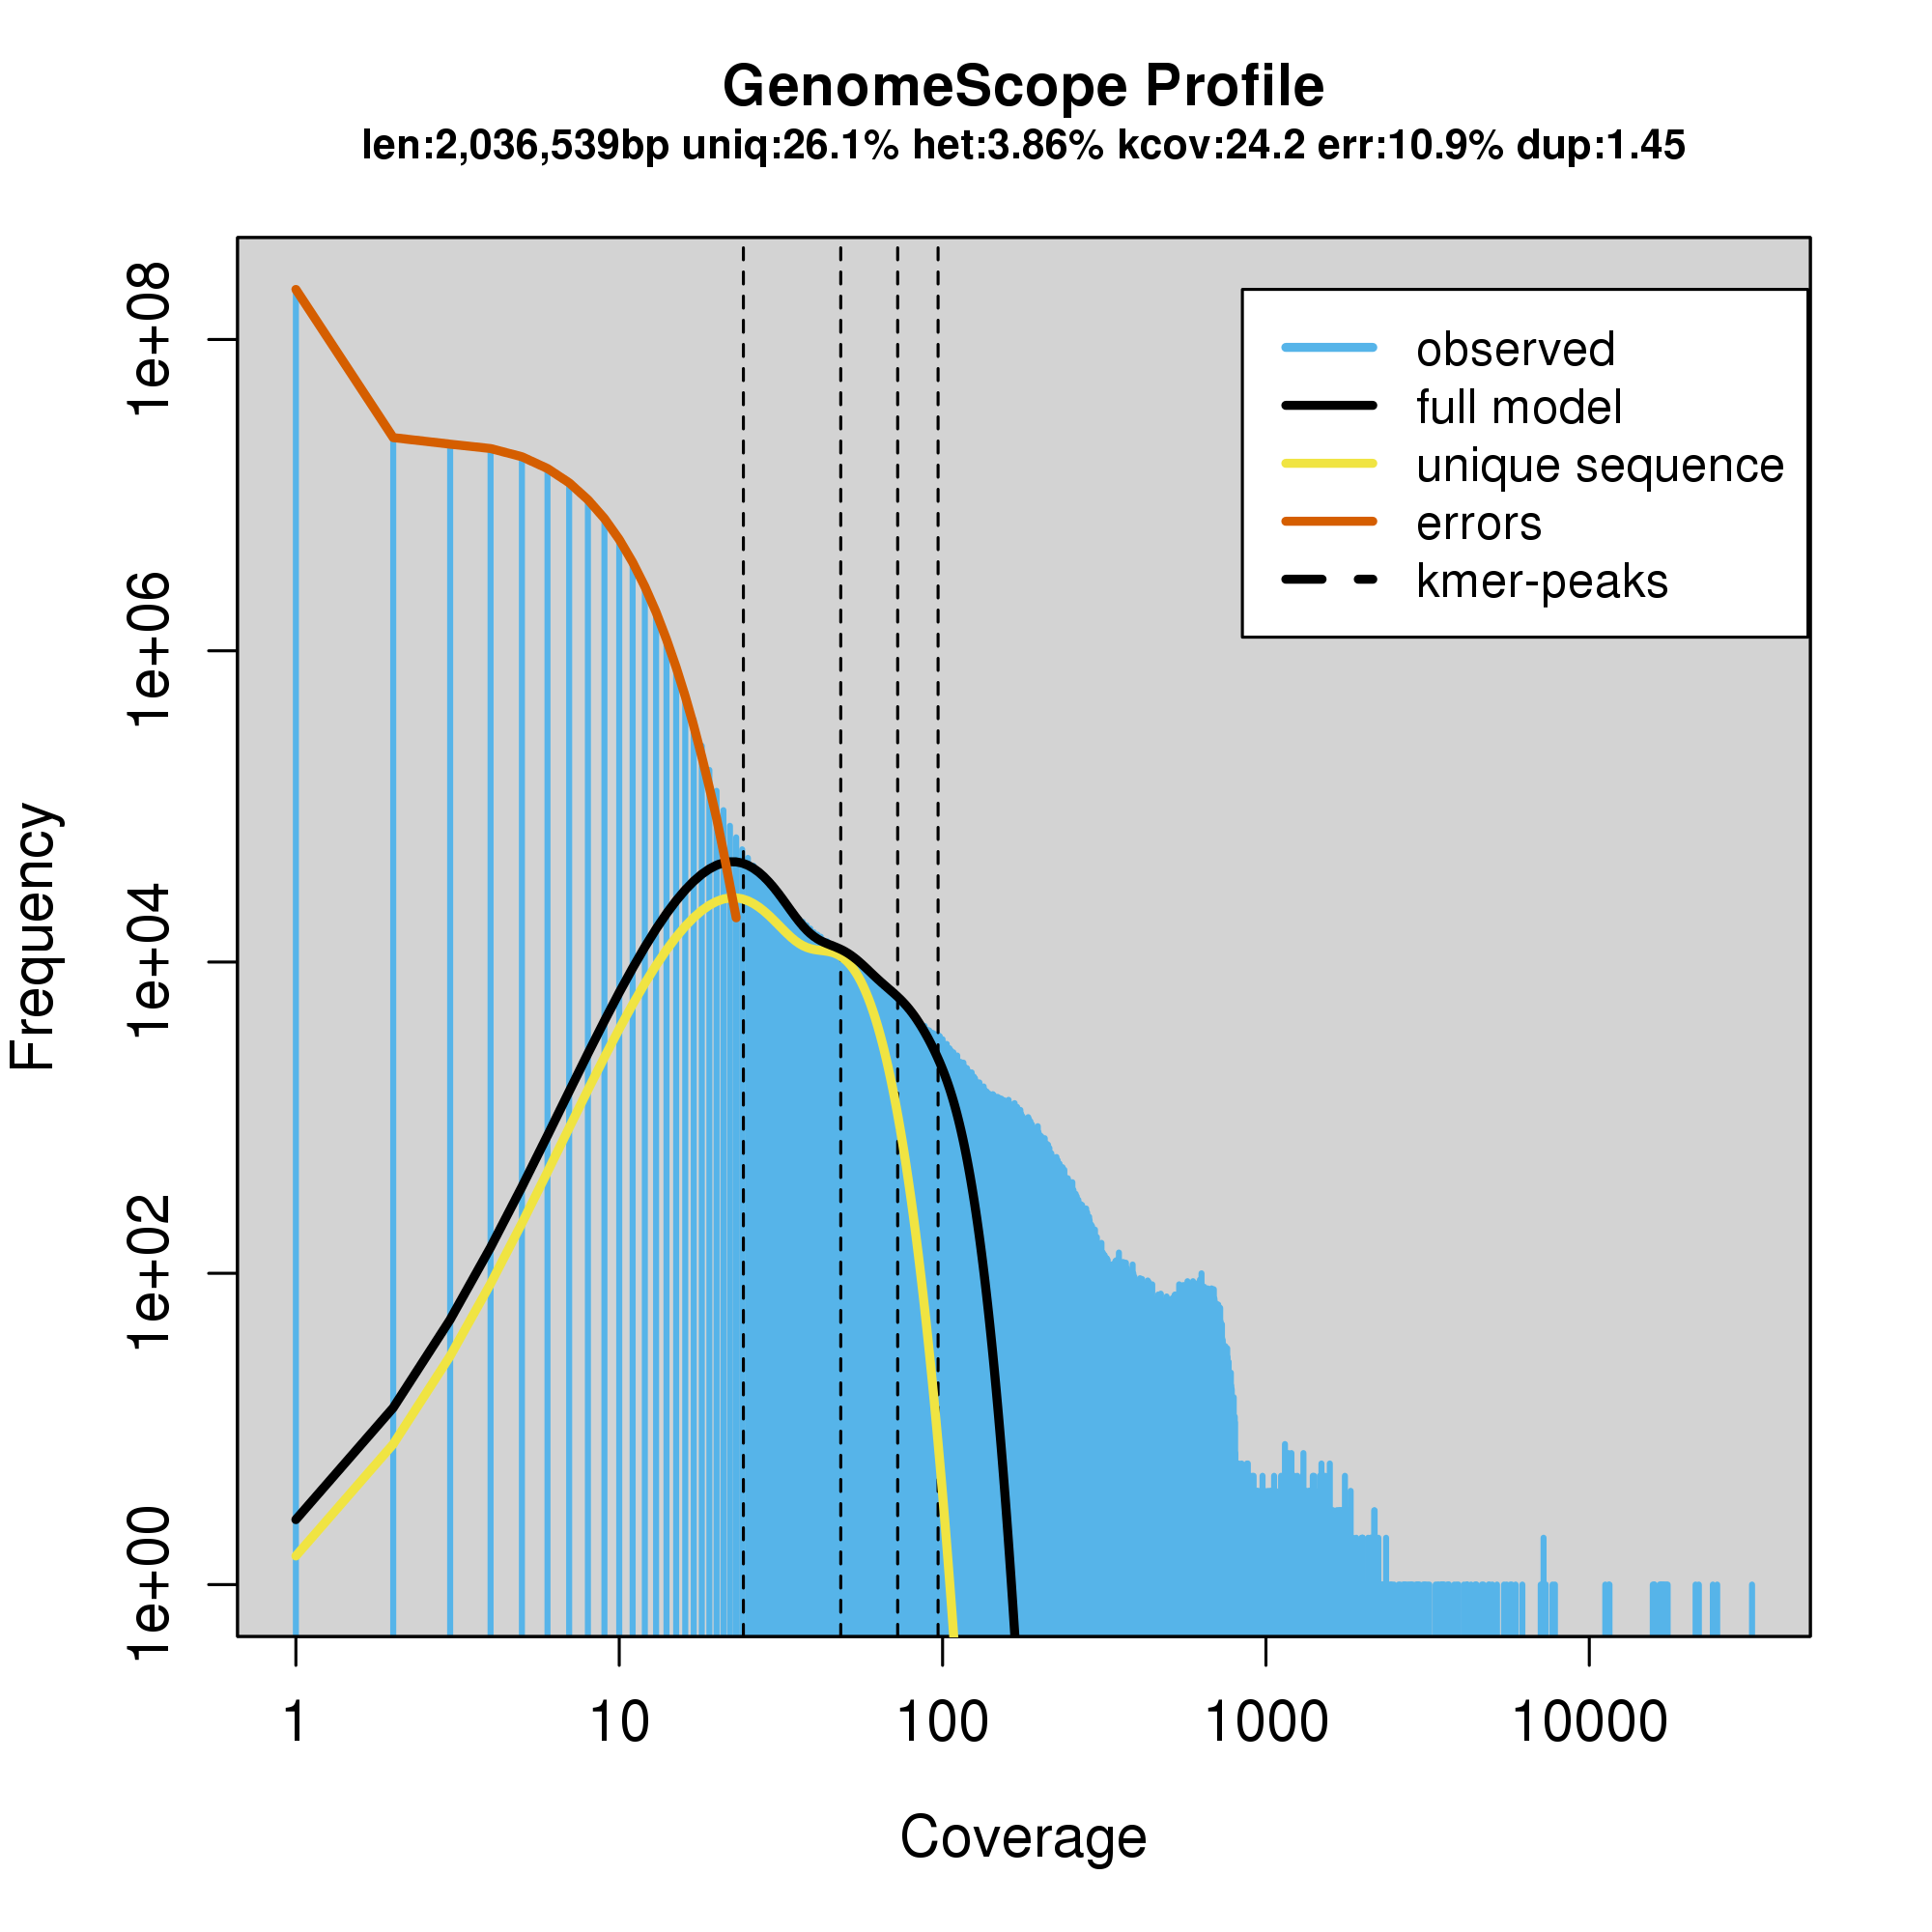 GenomeScope Profile
len:2,036,539bp uniq:26.1% het:3.86% kcov:24.2 err:10.9% dup:1.45
observed
full model
unique sequence
errors
kmer-peaks
Frequency
1e+08
1e+06
1e+04
1e+02
1e+00
1 10 100 1000 10000
Coverage